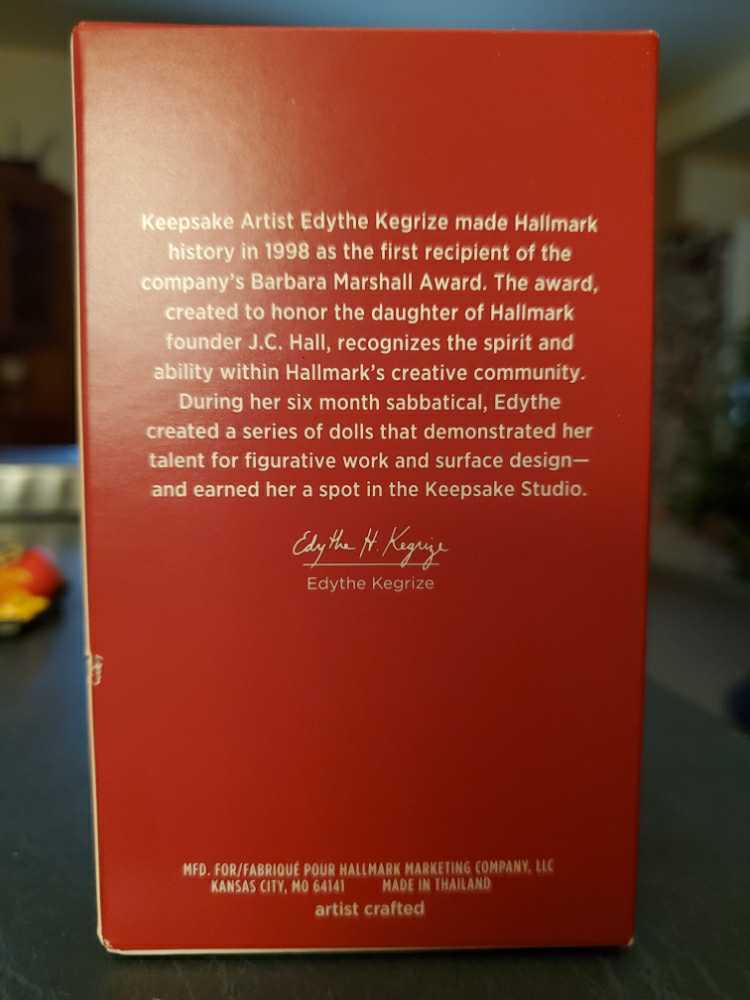 Keepsake Artist Edythe Kegrize made Hallmark
history in 1998 as the first recipient of the
company's Barbara Marshall Award. The award,
created to honor the daughter of Hallmark
founder J.C. Hall, recognizes the spirit and
ability within Hallmark's creative community.
During her six month sabbatical, Edythe
created a series of dolls that demonstrated her
talent for figurative work and surface design—
and earned her a spot in the Keepsake Studio.
Edythe H. Kegrize
Edythe Kegrize
MFD. FOR/FABRIQUÉ POUR HALLMARK MARKETING COMPANY, LLC
KANSAS CITY, MO 64141 MADE IN THAILAND
artist crafted